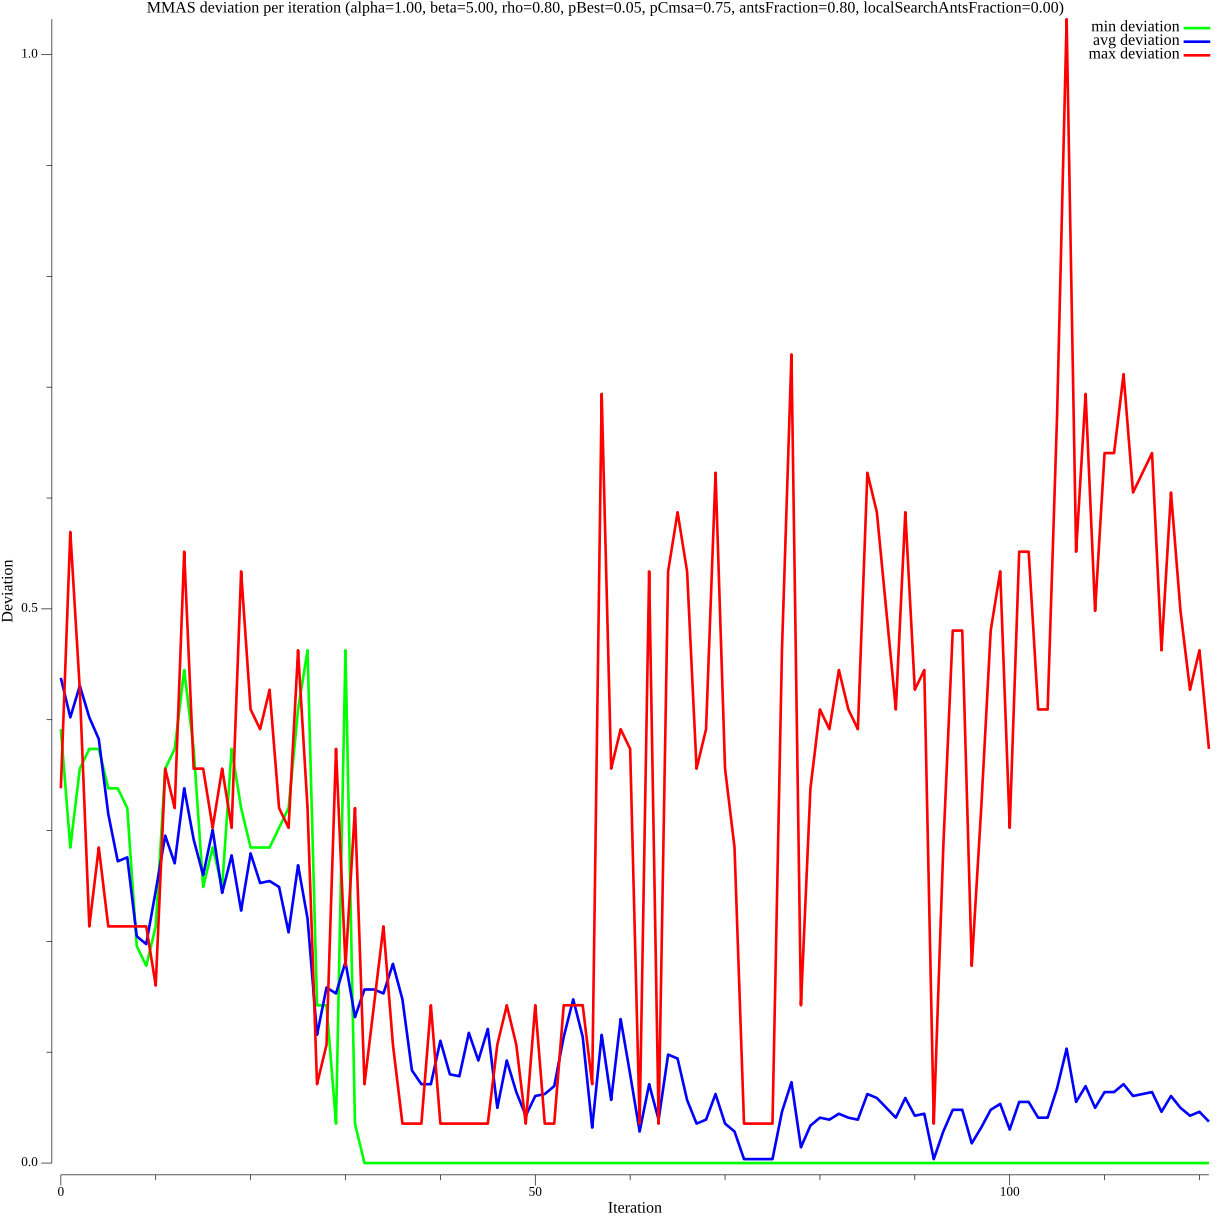 MMAS deviation per iteration (alpha=1.00, beta=5.00, rho=0.80, pBest=0.05, pCmsa=0.75, antsFraction=0.80, localSearchAntsFraction=0.00)
min deviation
avg deviation
max deviation
1.0
Deviation
0.5
0.0
0 50 100
Iteration